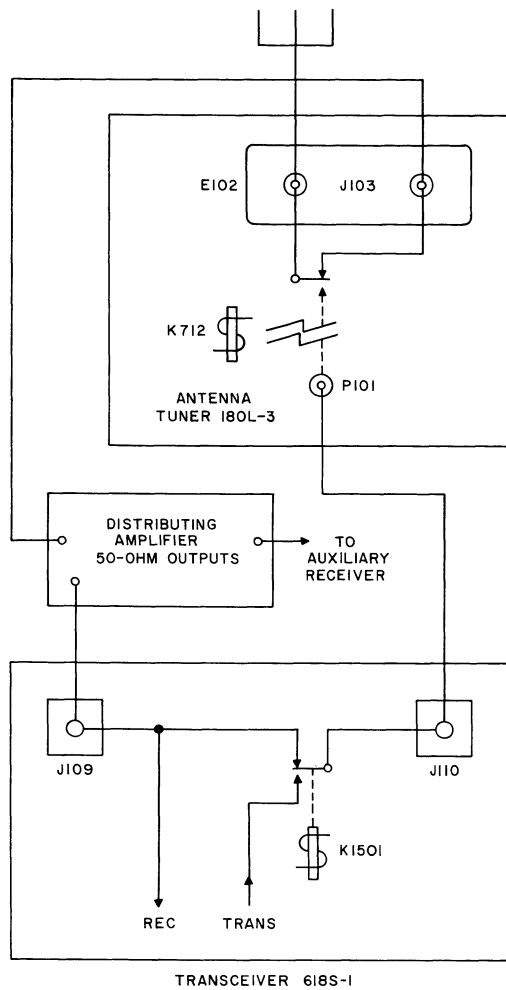 E102
J103
K712
P101
ANTENNA
TUNER 180L-3
DISTRIBUTING
AMPLIFIER
50-OHM OUTPUTS
TO
AUXILIARY
RECEIVER
J109
J110
K1501
REC
TRANS
TRANSCEIVER 618S-1